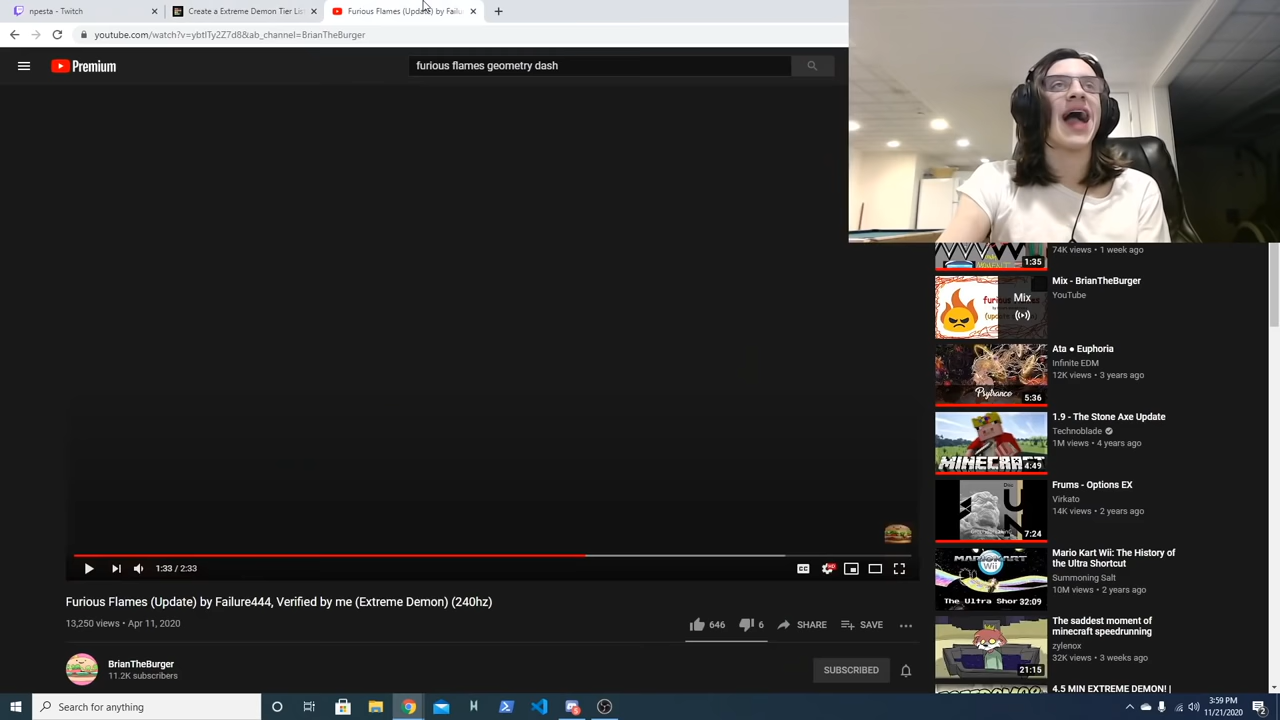 npesta - Twitch
Create a Extreme Demon Tier List
Furious Flames (Update) by Failu
youtube.com/watch?v=ybtlTy2Z7d8&ab_channel=BrianTheBurger
Premium
furious flames geometry dash
74K views • 1 week ago
1:35
Mix - BrianTheBurger
YouTube
Mix
Ata ● Euphoria
Infinite EDM
12K views • 3 years ago
Psytrance
5:36
1.9 - The Stone Axe Update
Technoblade
1M views • 4 years ago
MINECRAFT
4:49
Frums - Options EX
Virkato
14K views • 2 years ago
7:24
Mario Kart Wii: The History of
the Ultra Shortcut
Summoning Salt
10M views • 2 years ago
The Ultra Shor 32:09
The saddest moment of
minecraft speedrunning
zylenox
32K views • 3 weeks ago
21:15
4.5 MIN EXTREME DEMON! |
1:33 / 2:33
Furious Flames (Update) by Failure444, Verified by me (Extreme Demon) (240hz)
13,250 views • Apr 11, 2020
646
6
SHARE
SAVE
BrianTheBurger
11.2K subscribers
SUBSCRIBED
Search for anything
3:59 PM
11/21/2020
2